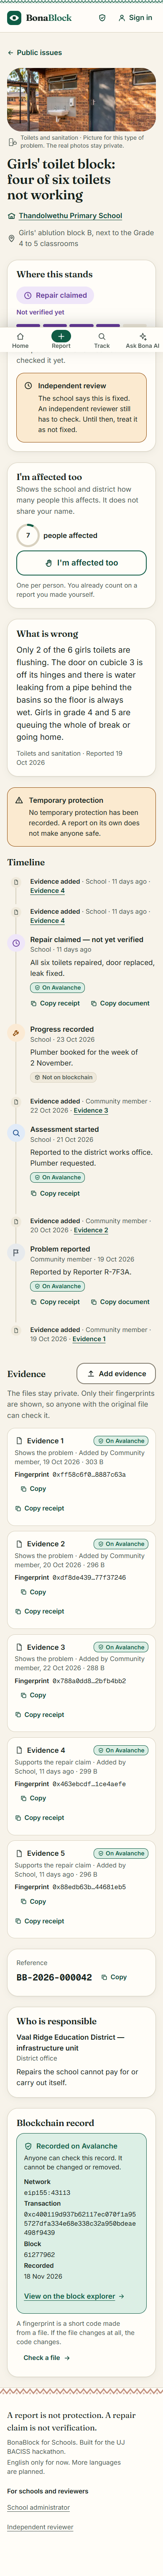 BonaBlock
Sign in
← Public issues
Toilets and sanitation · Picture for this type of
problem. The real photos stay private.
Girls' toilet block:
four of six toilets
not working
Thandolwethu Primary School
Girls' ablution block B, next to the Grade
4 to 5 classrooms
Where this stands
Repair claimed
Not verified yet
Home
Report
Track
Ask Bona AI
checked it yet.
Independent review
The school says this is fixed.
An independent reviewer still
has to check. Until then, treat it
as not fixed.
I'm affected too
Shows the school and district how
many people this affects. It does not
share your name.
7
people affected
I'm affected too
One per person. You already count on a
report you made yourself.
What is wrong
Only 2 of the 6 girls toilets are
flushing. The door on cubicle 3 is
off its hinges and there is water
leaking from a pipe behind the
basins so the floor is always
wet. Girls in grade 4 and 5 are
queuing the whole of break or
going home.
Toilets and sanitation · Reported 19
Oct 2026
Temporary protection
No temporary protection has been
recorded. A report on its own does
not make anyone safe.
Timeline
Evidence added · School · 11 days ago ·
Evidence 4
Evidence added · School · 11 days ago ·
Evidence 4
Repair claimed — not yet verified
School · 11 days ago
All six toilets repaired, door replaced,
leak fixed.
On Avalanche
Copy receipt
Copy document
Progress recorded
School · 23 Oct 2026
Plumber booked for the week of
2 November.
Not on blockchain
Evidence added · Community member ·
22 Oct 2026 · Evidence 3
Assessment started
School · 21 Oct 2026
Reported to the district works office.
Plumber requested.
On Avalanche
Copy receipt
Evidence added · Community member ·
20 Oct 2026 · Evidence 2
Problem reported
Community member · 19 Oct 2026
Reported by Reporter R-7F3A.
On Avalanche
Copy receipt
Copy document
Evidence added · Community member ·
19 Oct 2026 · Evidence 1
Evidence
Add evidence
The files stay private. Only their fingerprints
are shown, so anyone with the original file
can check it.
Evidence 1
On Avalanche
Shows the problem · Added by Community
member, 19 Oct 2026 · 303 B
Fingerprint 0xff58c6f0…8887c63a
Copy
Copy receipt
Evidence 2
On Avalanche
Shows the problem · Added by Community
member, 20 Oct 2026 · 296 B
Fingerprint 0xdf8de439…77f37246
Copy
Copy receipt
Evidence 3
On Avalanche
Shows the problem · Added by Community
member, 22 Oct 2026 · 288 B
Fingerprint 0x788a0dd8…2bfb4bb2
Copy
Copy receipt
Evidence 4
On Avalanche
Supports the repair claim · Added by
School, 11 days ago · 299 B
Fingerprint 0x463ebcdf…1ce4aefe
Copy
Copy receipt
Evidence 5
On Avalanche
Supports the repair claim · Added by
School, 11 days ago · 296 B
Fingerprint 0x88edb63b…44681eb5
Copy
Copy receipt
Reference
BB-2026-000042
Copy
Who is responsible
Vaal Ridge Education District —
infrastructure unit
District office
Repairs the school cannot pay for or
carry out itself.
Blockchain record
Recorded on Avalanche
Anyone can check this record. It
cannot be changed or removed.
Network
eip155:43113
Transaction
0xc400119d937b62117ec070f1a95
5727dfa334e68e338c32a950bdeae
498f9439
Block
61277962
Recorded
18 Nov 2026
View on the block explorer →
A fingerprint is a short code made
from a file. If the file changes at all, the
code changes.
Check a file →
A report is not protection. A repair
claim is not verification.
BonaBlock for Schools. Built for the UJ
BACISS hackathon.
English only for now. More languages
are planned.
For schools and reviewers
School administrator
Independent reviewer